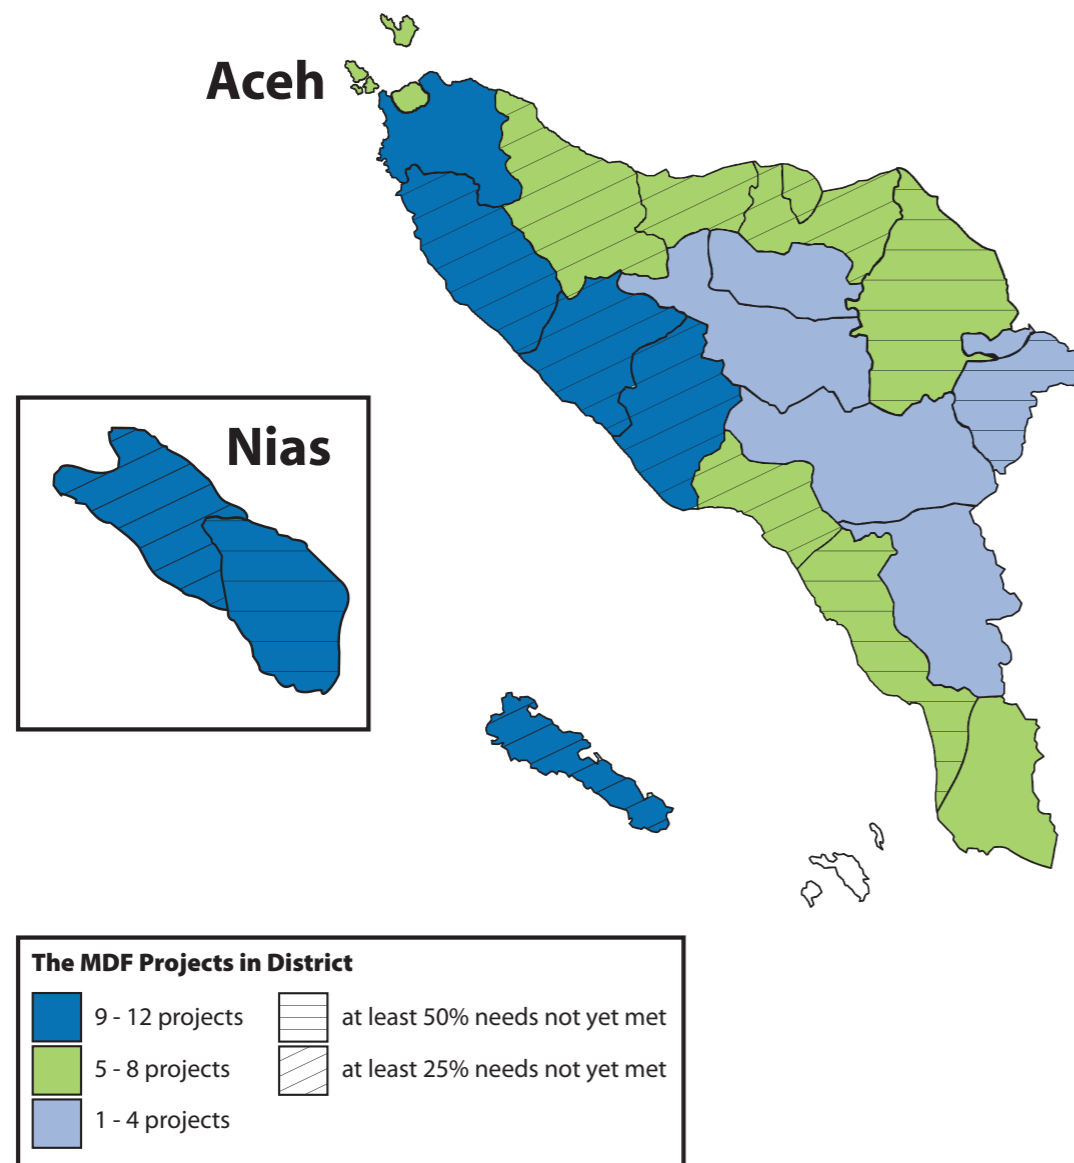 Aceh
Nias
The MDF Projects in District
9 - 12 projects
at least 50% needs not yet met
5 - 8 projects
at least 25% needs not yet met
1 - 4 projects